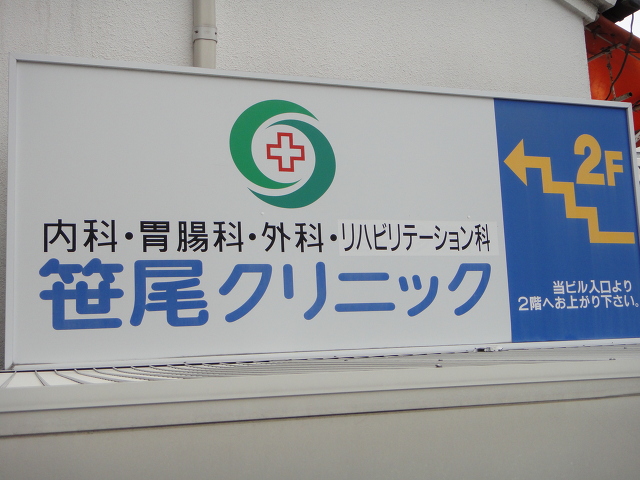 内科・胃腸科・外科・リハビリテーション科
笹尾クリニック
2F
当ビル入口より
2階へお上がり下さい。